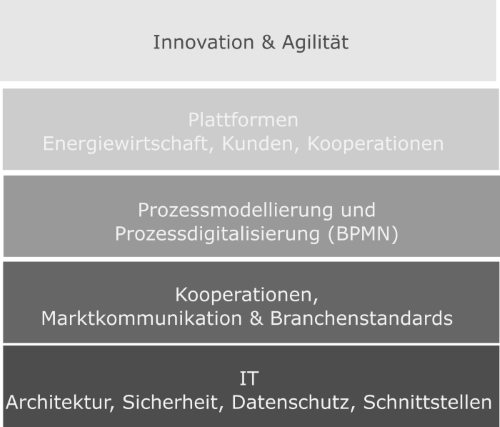 Innovation & Agilität
Plattformen
Energiewirtschaft, Kunden, Kooperationen
Prozessmodellierung und
Prozessdigitalisierung (BPMN)
Kooperationen,
Marktkommunikation & Branchenstandards
IT
Architektur, Sicherheit, Datenschutz, Schnittstellen